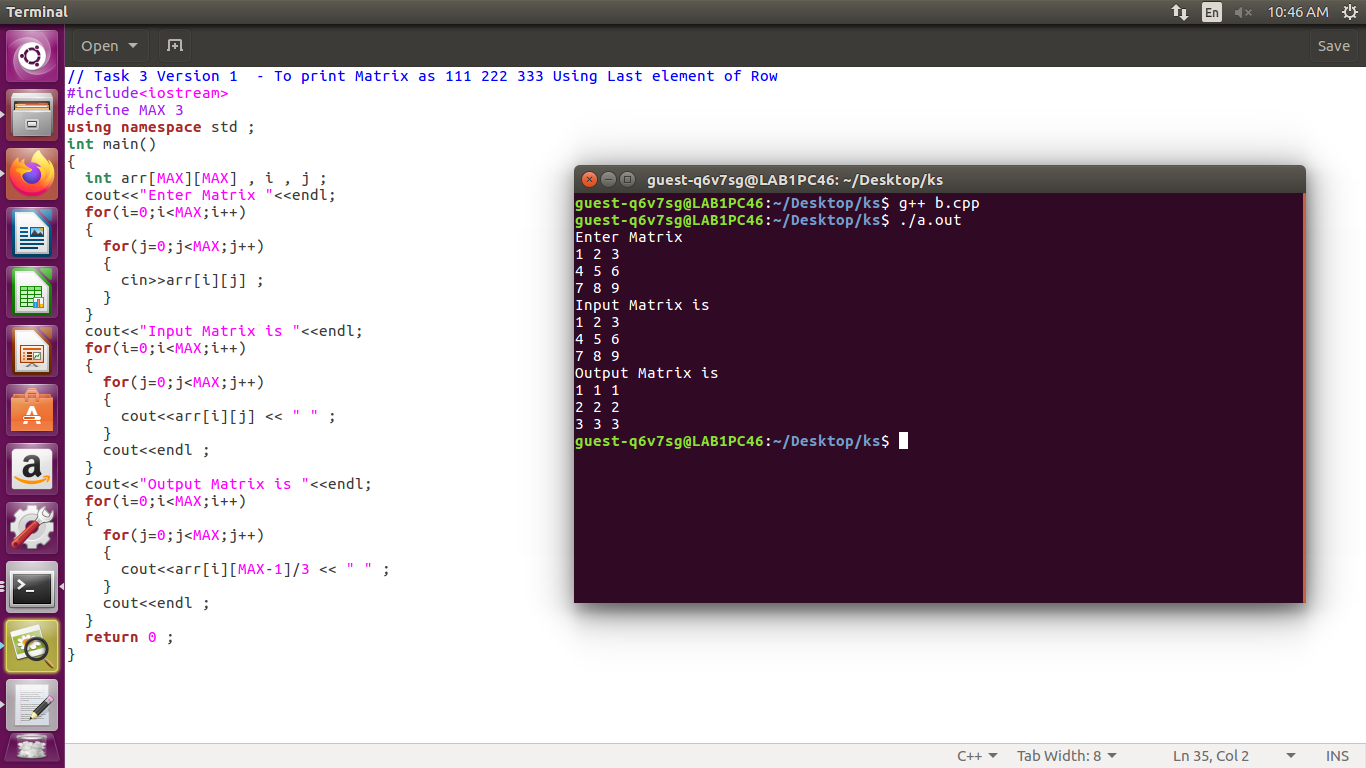 Terminal
En
10:46 AM
Open
Save
// Task 3 Version 1  - To print Matrix as 111 222 333 Using Last element of Row
#include<iostream>
#define MAX 3
using namespace std ;
int main()
{
  int arr[MAX][MAX] , i , j ;
  cout<<"Enter Matrix "<<endl;
  for(i=0;i<MAX;i++)
  {
    for(j=0;j<MAX;j++)
    {
      cin>>arr[i][j] ;
    }
  }
  cout<<"Input Matrix is "<<endl;
  for(i=0;i<MAX;i++)
  {
    for(j=0;j<MAX;j++)
    {
      cout<<arr[i][j] << " " ;
    }
    cout<<endl ;
  }
  cout<<"Output Matrix is "<<endl;
  for(i=0;i<MAX;i++)
  {
    for(j=0;j<MAX;j++)
    {
      cout<<arr[i][MAX-1]/3 << " " ;
    }
    cout<<endl ;
  }
  return 0 ;
}
guest-q6v7sg@LAB1PC46: ~/Desktop/ks
guest-q6v7sg@LAB1PC46:~/Desktop/ks$ g++ b.cpp
guest-q6v7sg@LAB1PC46:~/Desktop/ks$ ./a.out
Enter Matrix
1 2 3
4 5 6
7 8 9
Input Matrix is
1 2 3
4 5 6
7 8 9
Output Matrix is
1 1 1
2 2 2
3 3 3
guest-q6v7sg@LAB1PC46:~/Desktop/ks$
C++
Tab Width: 8
Ln 35, Col 2
INS